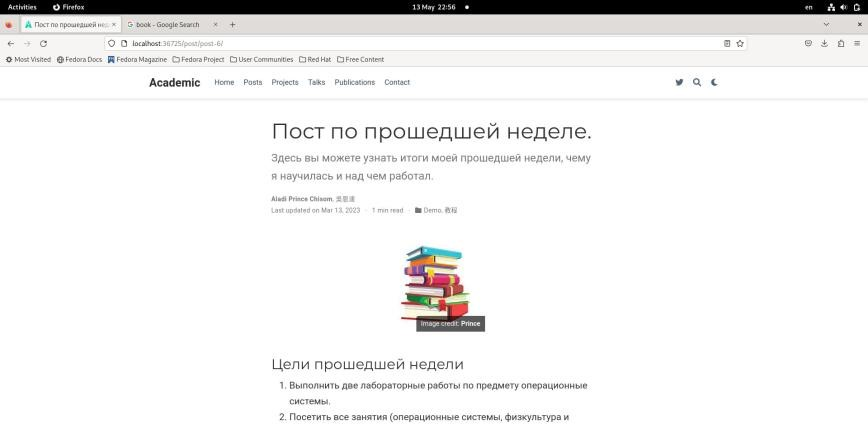 Activities Firefox 13 May 22:56 en
Пост по прошедшей нед × G book - Google Search × +
localhost:36725/post/post-6/
Most Visited Fedora Docs Fedora Magazine Fedora Project User Communities Red Hat Free Content
Academic Home Posts Projects Talks Publications Contact
Пост по прошедшей неделе.
Здесь вы можете узнать итоги моей прошедшей недели, чему
я научилась и над чем работал.
Aladi Prince Chisom, 吳恩達
Last updated on Mar 13, 2023 · 1 min read · Demo, 教程
Image credit: Prince
Цели прошедшей недели
1. Выполнить две лабораторные работы по предмету операционные
системы.
2. Посетить все занятия (операционные системы, физкультура и